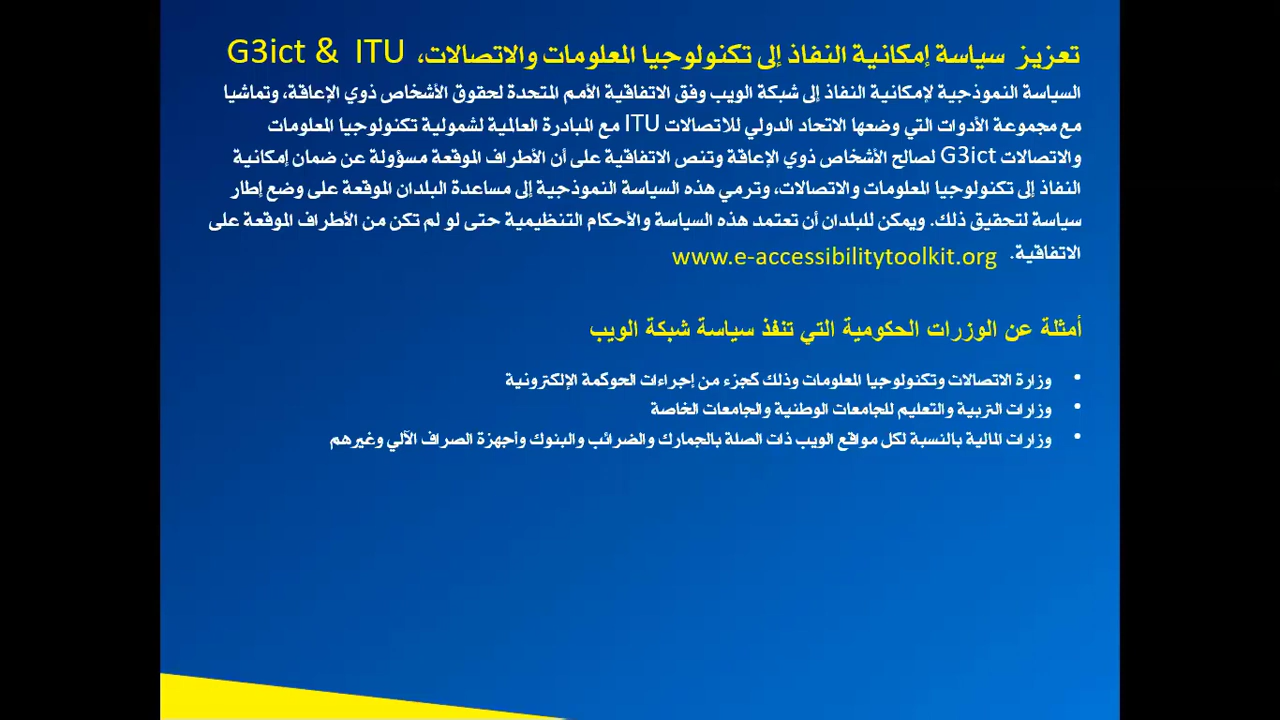 تعزيز سياسة إمكانية النفاذ إلى تكنولوجيا المعلومات والاتصالات، G3ict & ITU
السياسة النموذجية لإمكانية النفاذ إلى شبكة الويب وفق الاتفاقية الأمم المتحدة لحقوق الأشخاص ذوي الإعاقة، وتماشيا
مع مجموعة الأدوات التي وضعها الاتحاد الدولي للاتصالات ITU مع المبادرة العالمية لشمولية تكنولوجيا المعلومات
والاتصالات G3ict لصالح الأشخاص ذوي الإعاقة وتنص الاتفاقية على أن الأطراف الموقعة مسؤولة عن ضمان إمكانية
النفاذ إلى تكنولوجيا المعلومات والاتصالات، وترمي هذه السياسة النموذجية إلى مساعدة البلدان الموقعة على وضع إطار
سياسة لتحقيق ذلك. ويمكن للبلدان أن تعتمد هذه السياسة والأحكام التنظيمية حتى لو لم تكن من الأطراف الموقعة على
الاتفاقية. www.e-accessibilitytoolkit.org
أمثلة عن الوزرات الحكومية التي تنفذ سياسة شبكة الويب
• وزارة الاتصالات وتكنولوجيا المعلومات وذلك كجزء من إجراءات الحوكمة الإلكترونية
• وزارات التربية والتعليم للجامعات الوطنية والجامعات الخاصة
• وزارات المالية بالنسبة لكل مواقع الويب ذات الصلة بالجمارك والضرائب والبنوك وأجهزة الصراف الآلي وغيرهم